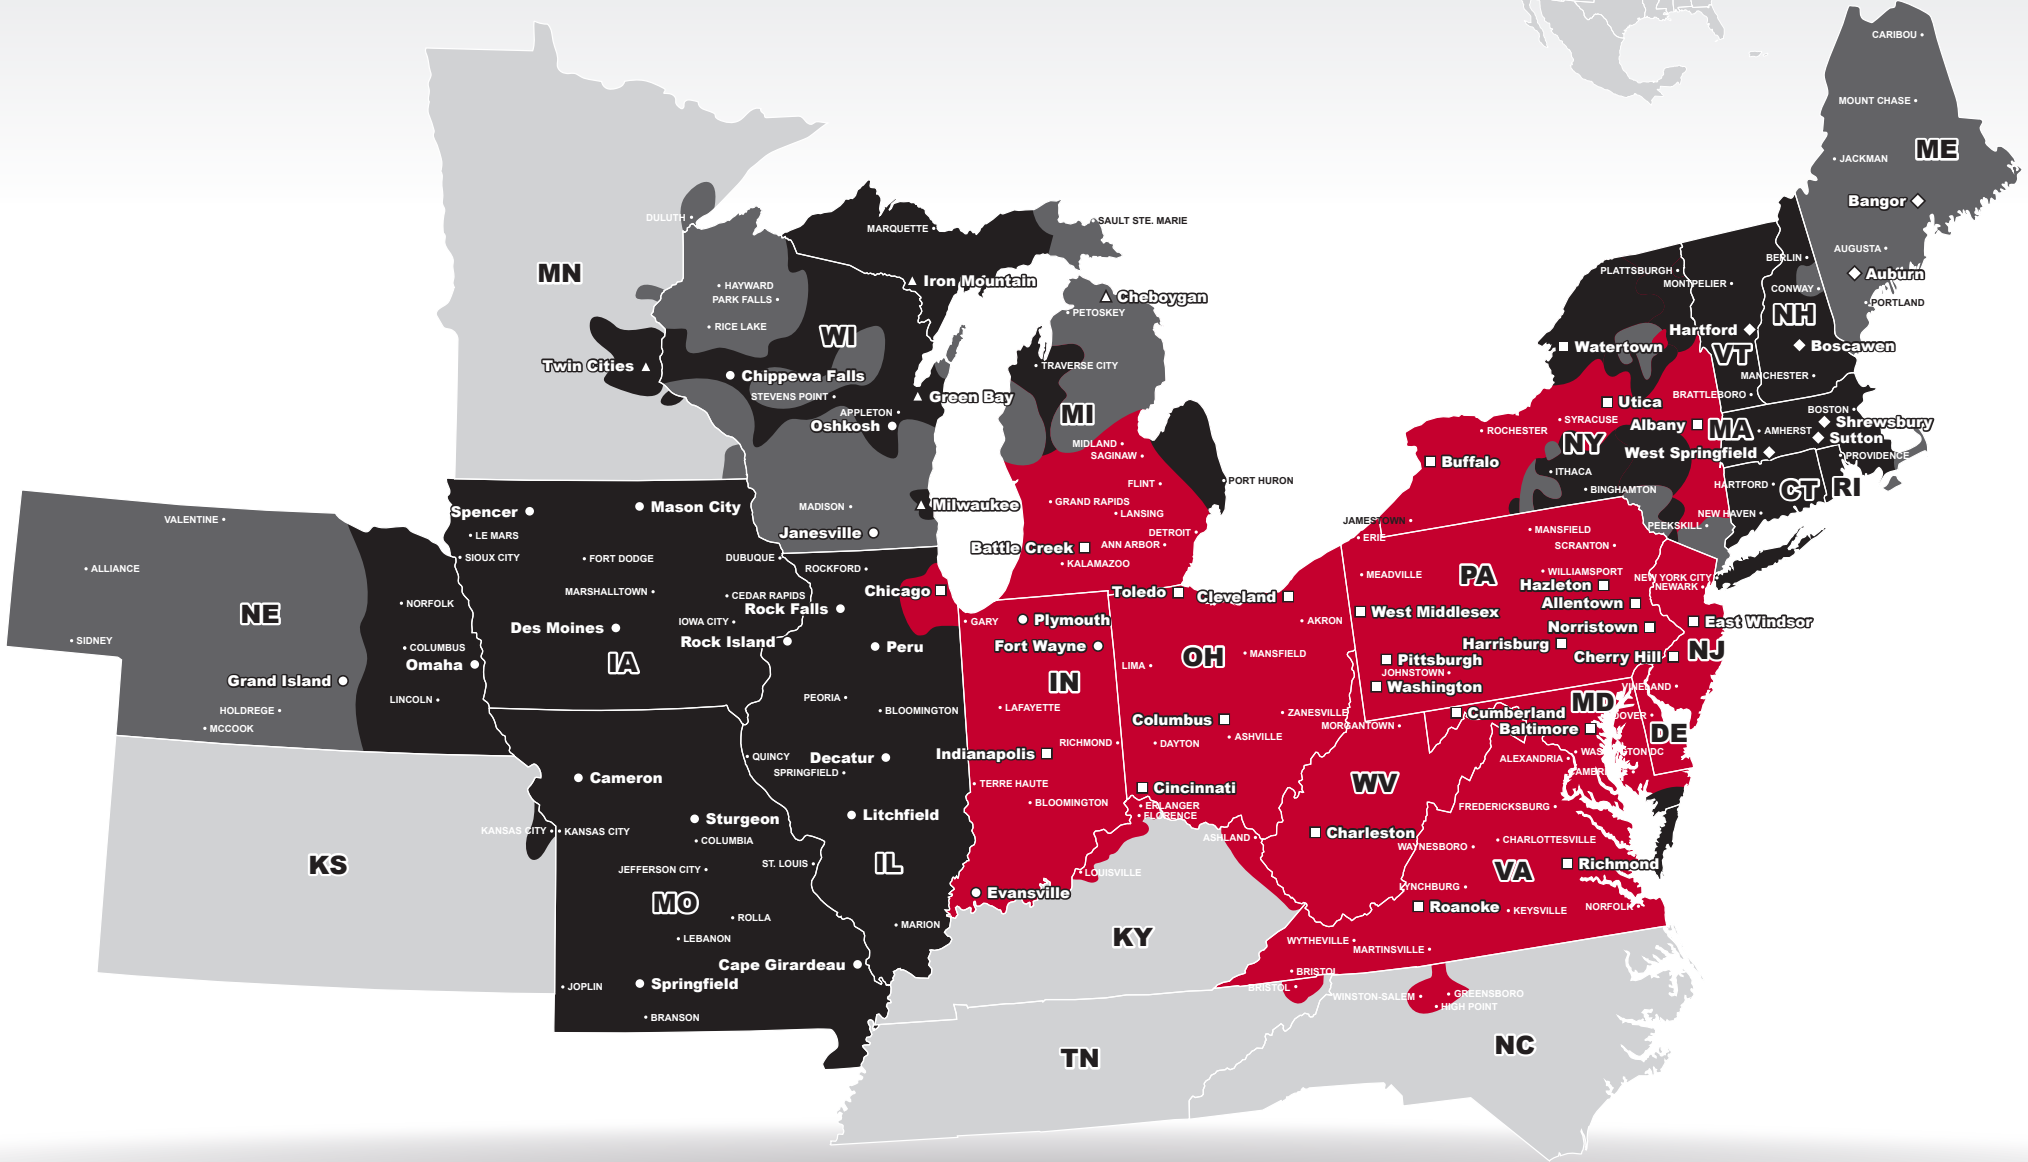 CARIBOU
MOUNT CHASE
JACKMAN
ME
Bangor
AUGUSTA
Auburn
PORTLAND
DULUTH
MN
Twin Cities
MARQUETTE
SAULT STE. MARIE
Iron Mountain
HAYWARD
PARK FALLS
RICE LAKE
WI
Chippewa Falls
STEVENS POINT
APPLETON
Oshkosh
Green Bay
MADISON
Milwaukee
Janesville
Cheboygan
PETOSKEY
TRAVERSE CITY
MI
MIDLAND
SAGINAW
FLINT
PORT HURON
GRAND RAPIDS
LANSING
DETROIT
Battle Creek
ANN ARBOR
KALAMAZOO
PLATTSBURGH
MONTPELIER
BERLIN
CONWAY
NH
Hartford
Boscawen
VT
Watertown
MANCHESTER
BRATTLEBORO
Utica
SYRACUSE
ROCHESTER
Albany
NY
MA
BOSTON
Shrewsbury
AMHERST
Sutton
West Springfield
PROVIDENCE
Buffalo
ITHACA
BINGHAMTON
HARTFORD
CT
RI
NEW HAVEN
PEEKSKILL
JAMESTOWN
ERIE
MANSFIELD
SCRANTON
MEADVILLE
PA
WILLIAMSPORT
Hazleton
NEW YORK CITY
NEWARK
Allentown
West Middlesex
Norristown
East Windsor
Harrisburg
Cherry Hill
NJ
Pittsburgh
JOHNSTOWN
Washington
VINELAND
MD
Cumberland
DOVER
Baltimore
DE
WASHINGTON DC
ALEXANDRIA
CAMBRIDGE
VALENTINE
ALLIANCE
NE
SIDNEY
Grand Island
HOLDREGE
MCCOOK
NORFOLK
COLUMBUS
Omaha
LINCOLN
Spencer
Mason City
LE MARS
SIOUX CITY
FORT DODGE
DUBUQUE
MARSHALLTOWN
CEDAR RAPIDS
IOWA CITY
Des Moines
IA
ROCKFORD
Chicago
Rock Falls
Rock Island
Peru
PEORIA
BLOOMINGTON
QUINCY
Decatur
SPRINGFIELD
Litchfield
IL
MARION
GARY
Plymouth
Fort Wayne
IN
LAFAYETTE
RICHMOND
Indianapolis
TERRE HAUTE
BLOOMINGTON
Evansville
Toledo
Cleveland
AKRON
LIMA
OH
MANSFIELD
Columbus
ZANESVILLE
DAYTON
ASHVILLE
Cincinnati
ERLANGER
FLORENCE
ASHLAND
LOUISVILLE
MORGANTOWN
WV
Charleston
FREDERICKSBURG
CHARLOTTESVILLE
WAYNESBORO
VA
Richmond
LYNCHBURG
Roanoke
KEYSVILLE
NORFOLK
WYTHEVILLE
MARTINSVILLE
BRISTOL
BRISTOL
WINSTON-SALEM
GREENSBORO
HIGH POINT
KS
KANSAS CITY
KANSAS CITY
Cameron
Sturgeon
COLUMBIA
JEFFERSON CITY
ST. LOUIS
MO
ROLLA
LEBANON
Cape Girardeau
Springfield
JOPLIN
BRANSON
KY
TN
NC